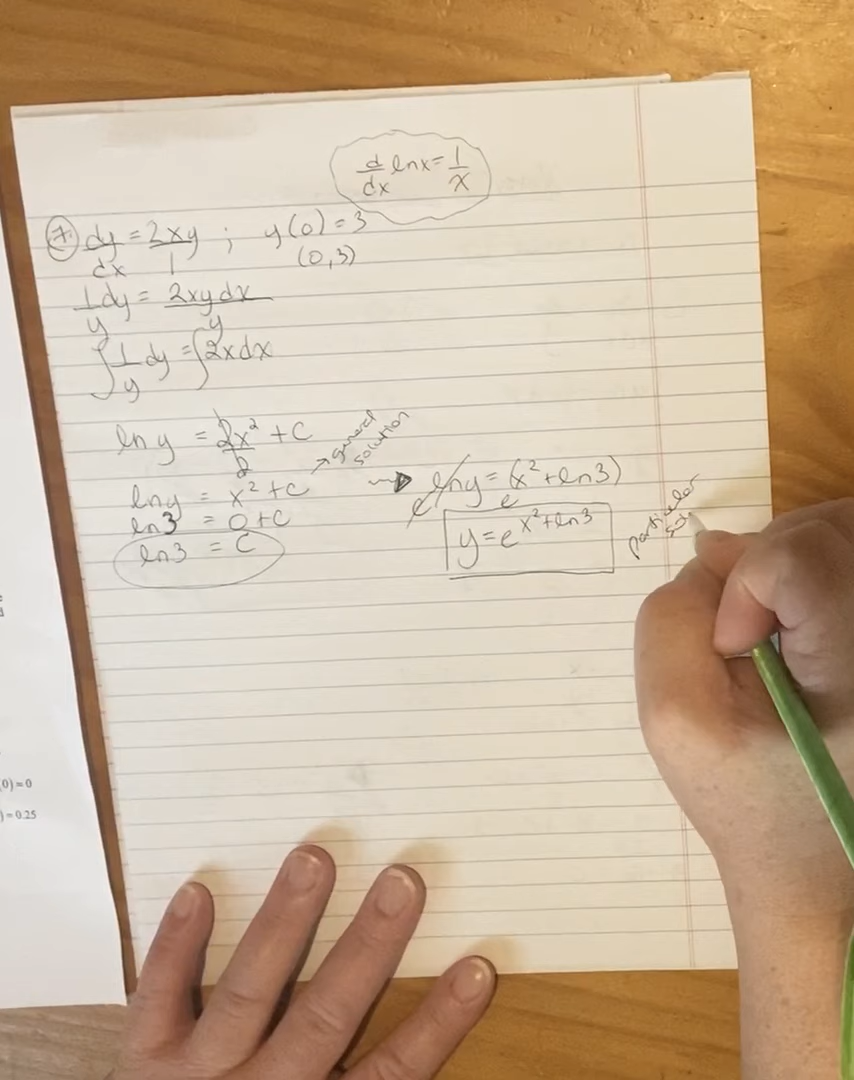 d/dx lnx = 1/x
7. dy/dx = 2xy/1 ; y(0) = 3
(0,3)
1/y dy = 2xy dx/y
∫ 1/y dy = ∫ 2x dx
ln y = 2x²/2 + C
→ general solution
ln y = x² + C
ln 3 = 0 + C
ln 3 = C
→ e^ln y = e^(x² + ln 3)
y = e^x² + ln 3
particular
(0) = 0
) = 0.25